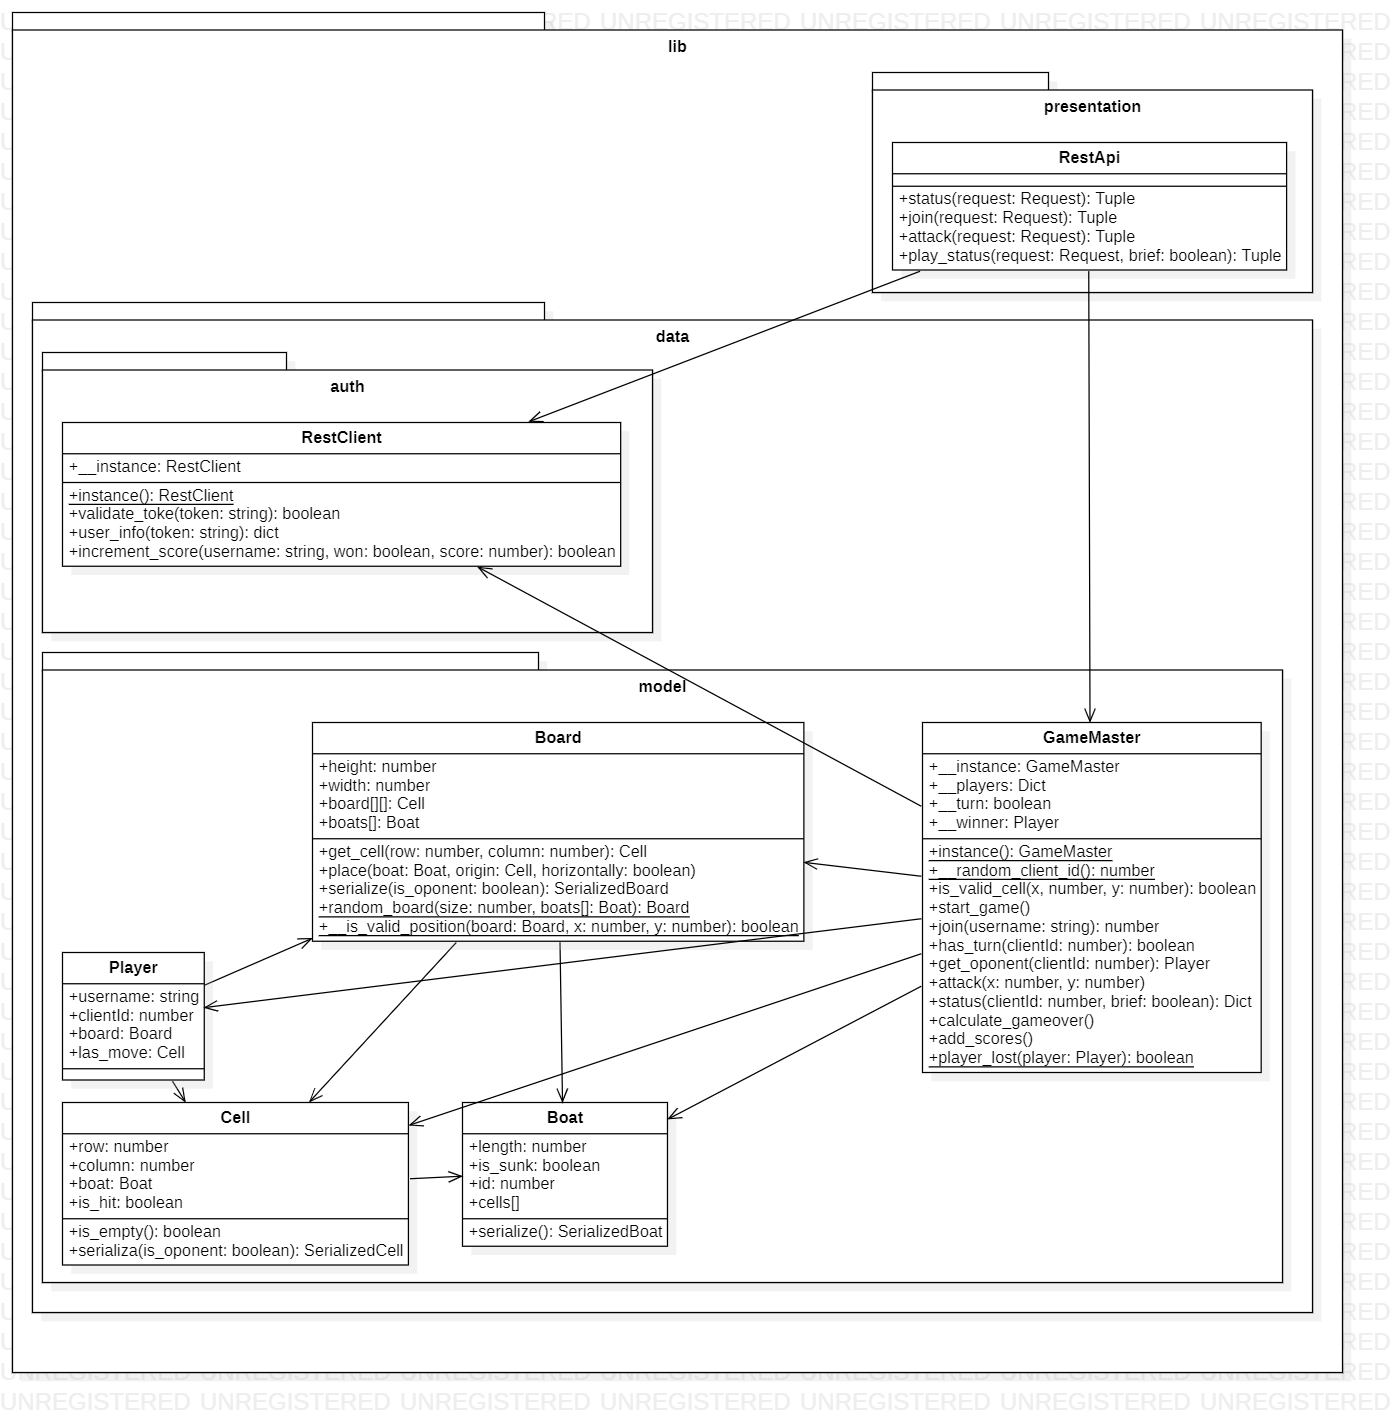 lib
presentation
RestApi
+status(request: Request): Tuple
+join(request: Request): Tuple
+attack(request: Request): Tuple
+play_status(request: Request, brief: boolean): Tuple
data
auth
RestClient
+__instance: RestClient
+instance(): RestClient
+validate_toke(token: string): boolean
+user_info(token: string): dict
+increment_score(username: string, won: boolean, score: number): boolean
model
Board
+height: number
+width: number
+board[][]: Cell
+boats[]: Boat
+get_cell(row: number, column: number): Cell
+place(boat: Boat, origin: Cell, horizontally: boolean)
+serialize(is_oponent: boolean): SerializedBoard
+random_board(size: number, boats[]: Boat): Board
+__is_valid_position(board: Board, x: number, y: number): boolean
GameMaster
+__instance: GameMaster
+__players: Dict
+__turn: boolean
+__winner: Player
+instance(): GameMaster
+__random_client_id(): number
+is_valid_cell(x, number, y: number): boolean
+start_game()
+join(username: string): number
+has_turn(clientId: number): boolean
+get_oponent(clientId: number): Player
+attack(x: number, y: number)
+status(clientId: number, brief: boolean): Dict
+calculate_gameover()
+add_scores()
+player_lost(player: Player): boolean
Player
+username: string
+clientId: number
+board: Board
+las_move: Cell
Cell
+row: number
+column: number
+boat: Boat
+is_hit: boolean
+is_empty(): boolean
+serializa(is_oponent: boolean): SerializedCell
Boat
+length: number
+is_sunk: boolean
+id: number
+cells[]
+serialize(): SerializedBoat
UNREGISTERED UNREGISTERED UNREGISTERED UNREGISTERED UNREGISTERED UNREGISTERED UNREGISTERED